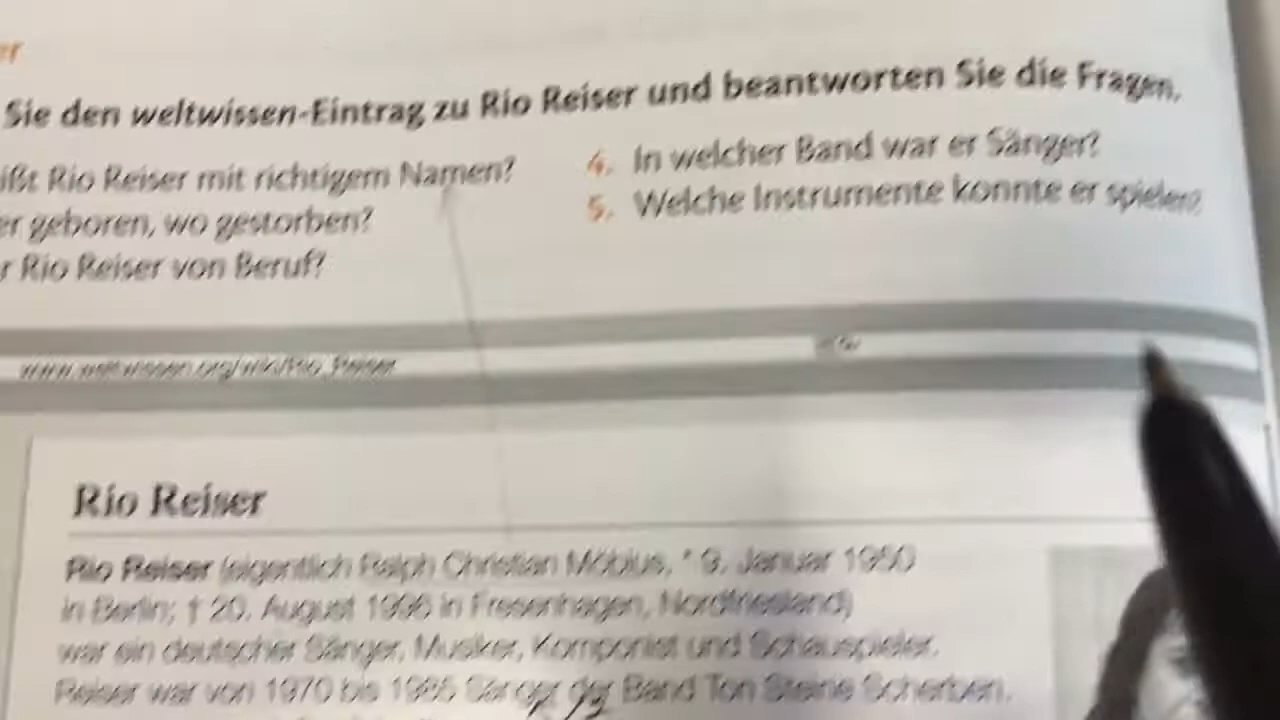 er
Sie den weltwissen-Eintrag zu Rio Reiser und beantworten Sie die Fragen.
ißt Rio Reiser mit richtigem Namen?
er geboren, wo gestorben?
r Rio Reiser von Beruf?
4. In welcher Band war er Sänger?
5. Welche Instrumente konnte er spielen?
www.weltwissen.org/wiki/Rio_Reiser
Rio Reiser
Rio Reiser (eigentlich Ralph Christian Möbius, * 9. Januar 1950
in Berlin; † 20. August 1996 in Fresenhagen, Nordfriesland)
war ein deutscher Sänger, Musiker, Komponist und Schauspieler.
Reiser war von 1970 bis 1985 Sänger der Band Ton Steine Scherben.